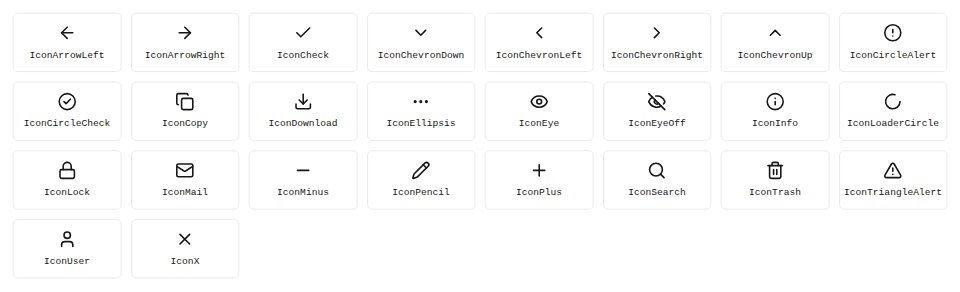 IconArrowLeft
IconArrowRight
IconCheck
IconChevronDown
IconChevronLeft
IconChevronRight
IconChevronUp
IconCircleAlert
IconCircleCheck
IconCopy
IconDownload
IconEllipsis
IconEye
IconEyeOff
IconInfo
IconLoaderCircle
IconLock
IconMail
IconMinus
IconPencil
IconPlus
IconSearch
IconTrash
IconTriangleAlert
IconUser
IconX